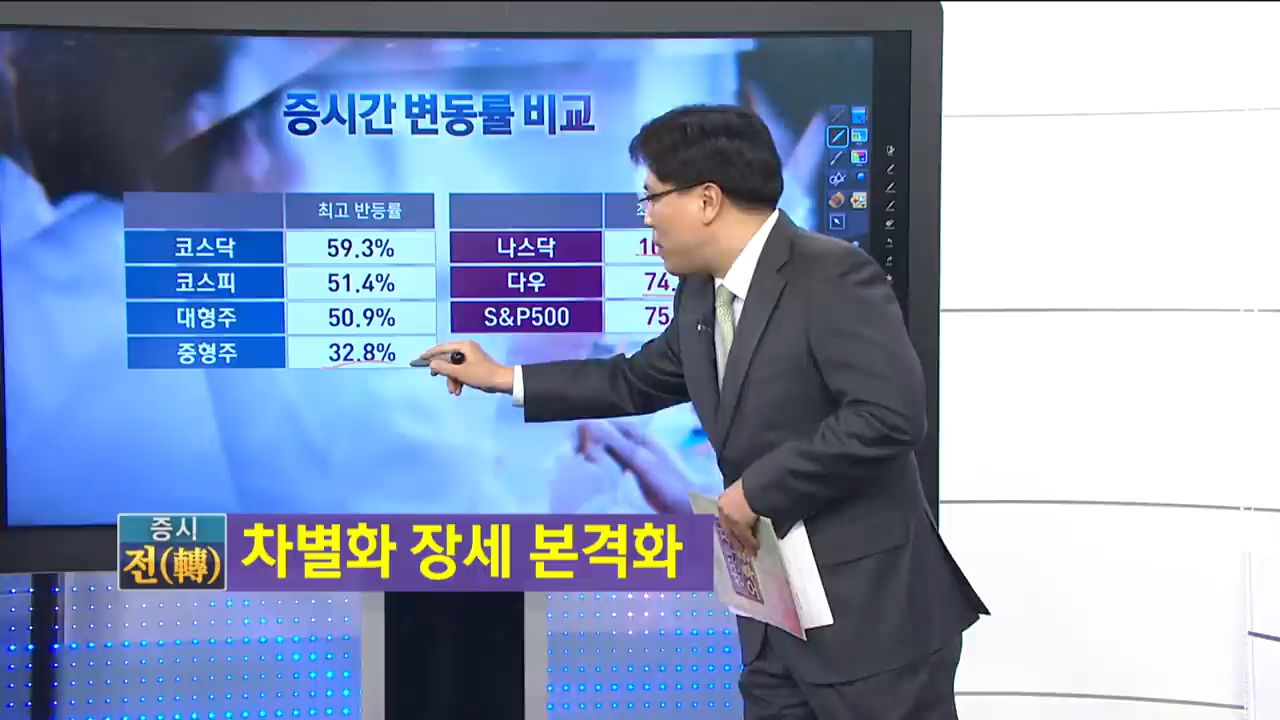 증시간 변동률 비교
최고 반등률
코스닥 59.3%
코스피 51.4%
대형주 50.9%
중형주 32.8%
나스닥
다우 74.
S&P500 75
증시
전(轉)
차별화 장세 본격화